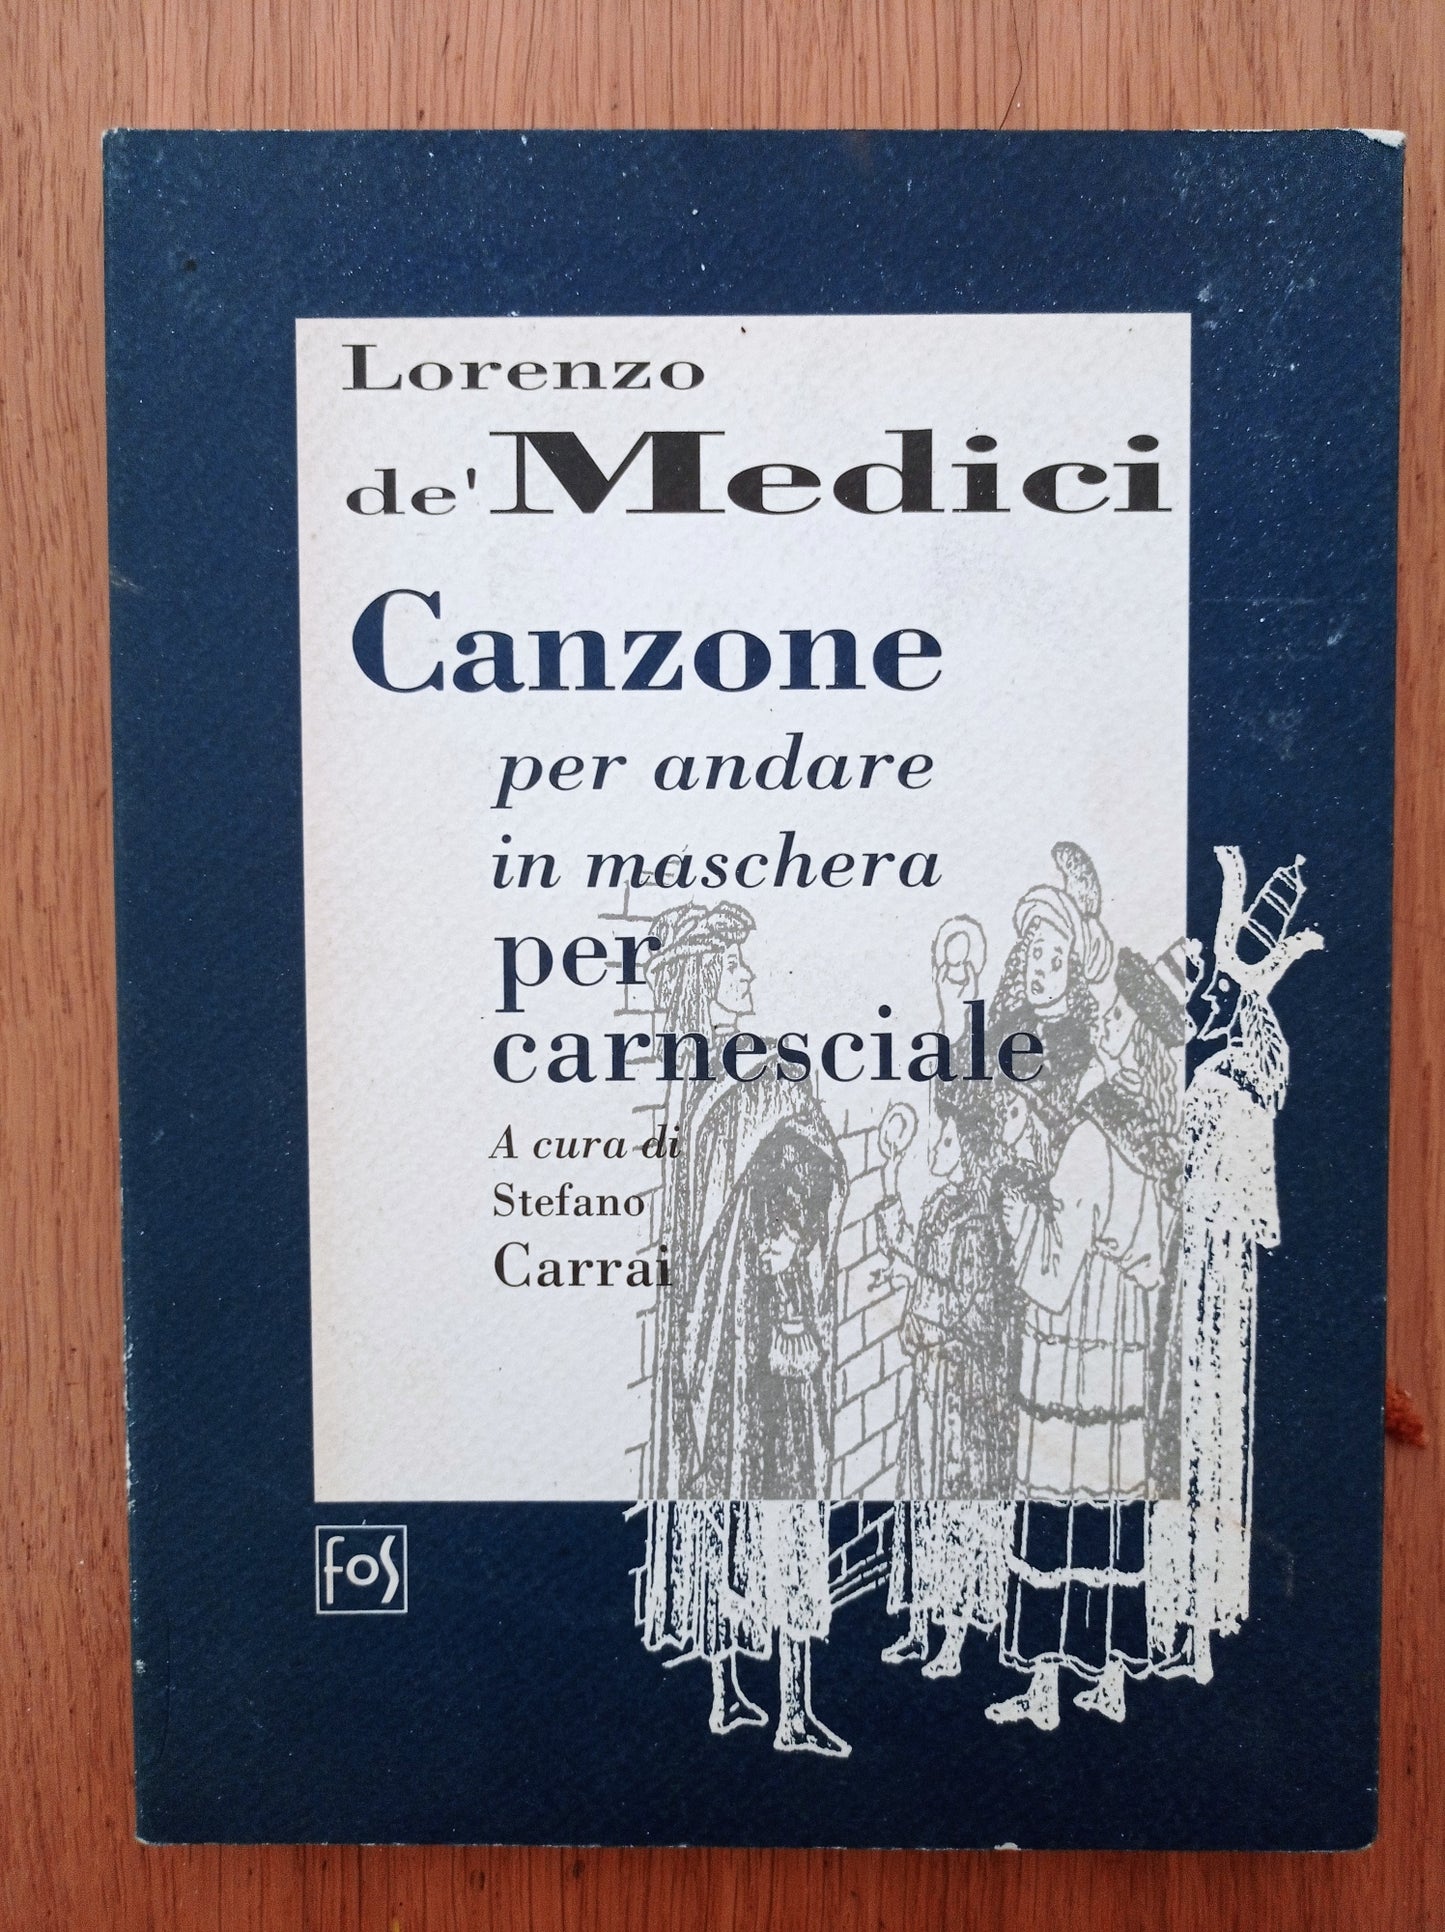 Lorenzo
de' Medici
Canzone
per andare
in maschera
per
carnesciale
A cura di
Stefano
Carrai
fos